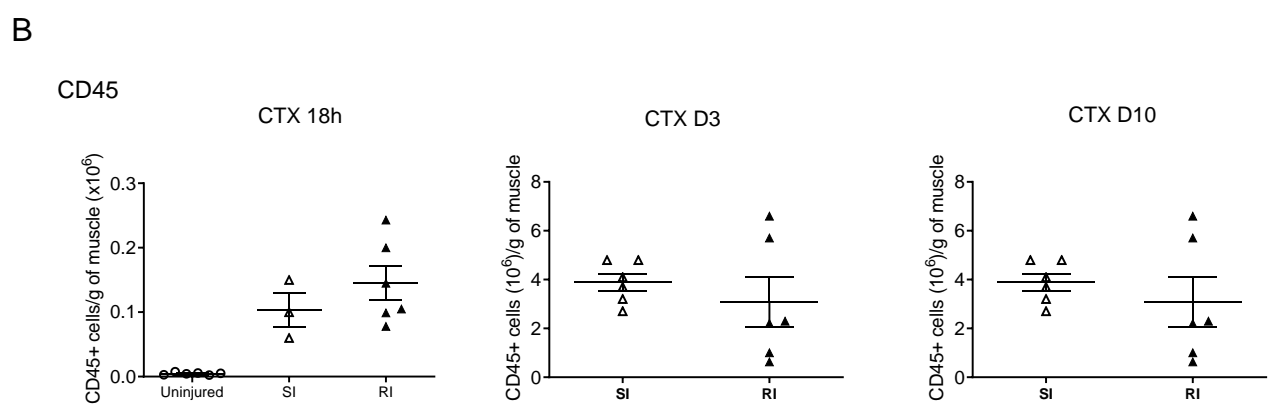 B
CD45
CTX 18h
CD45+ cells/g of muscle (x10⁶)
0.3
0.2
0.1
0.0
Uninjured SI RI
CTX D3
CD45+ cells (10⁶)/g of muscle
8
6
4
2
0
SI RI
CTX D10
CD45+ cells (10⁶)/g of muscle
8
6
4
2
0
SI RI